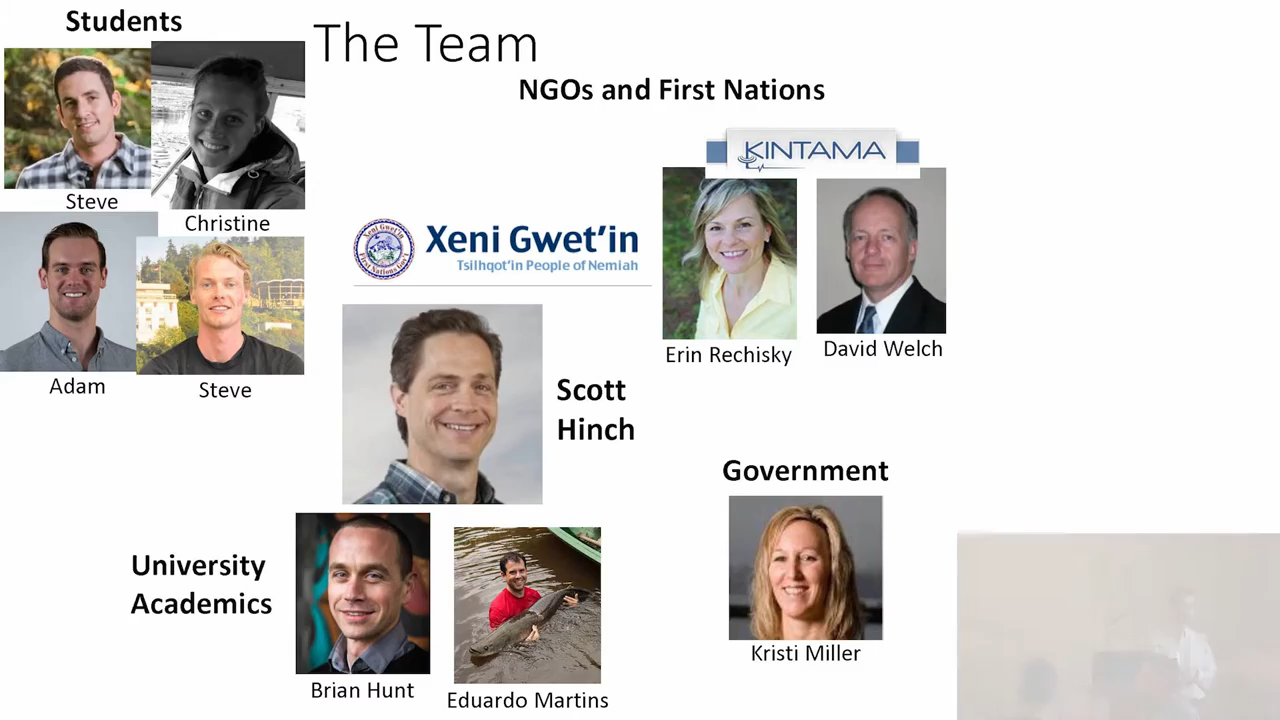 Students
The Team
NGOs and First Nations
KINTAMA
Steve
Christine
Xeni Gwet'in
Tsilhqot'in People of Nemiah
Erin Rechisky
David Welch
Adam
Steve
Scott
Hinch
Government
University
Academics
Kristi Miller
Brian Hunt
Eduardo Martins